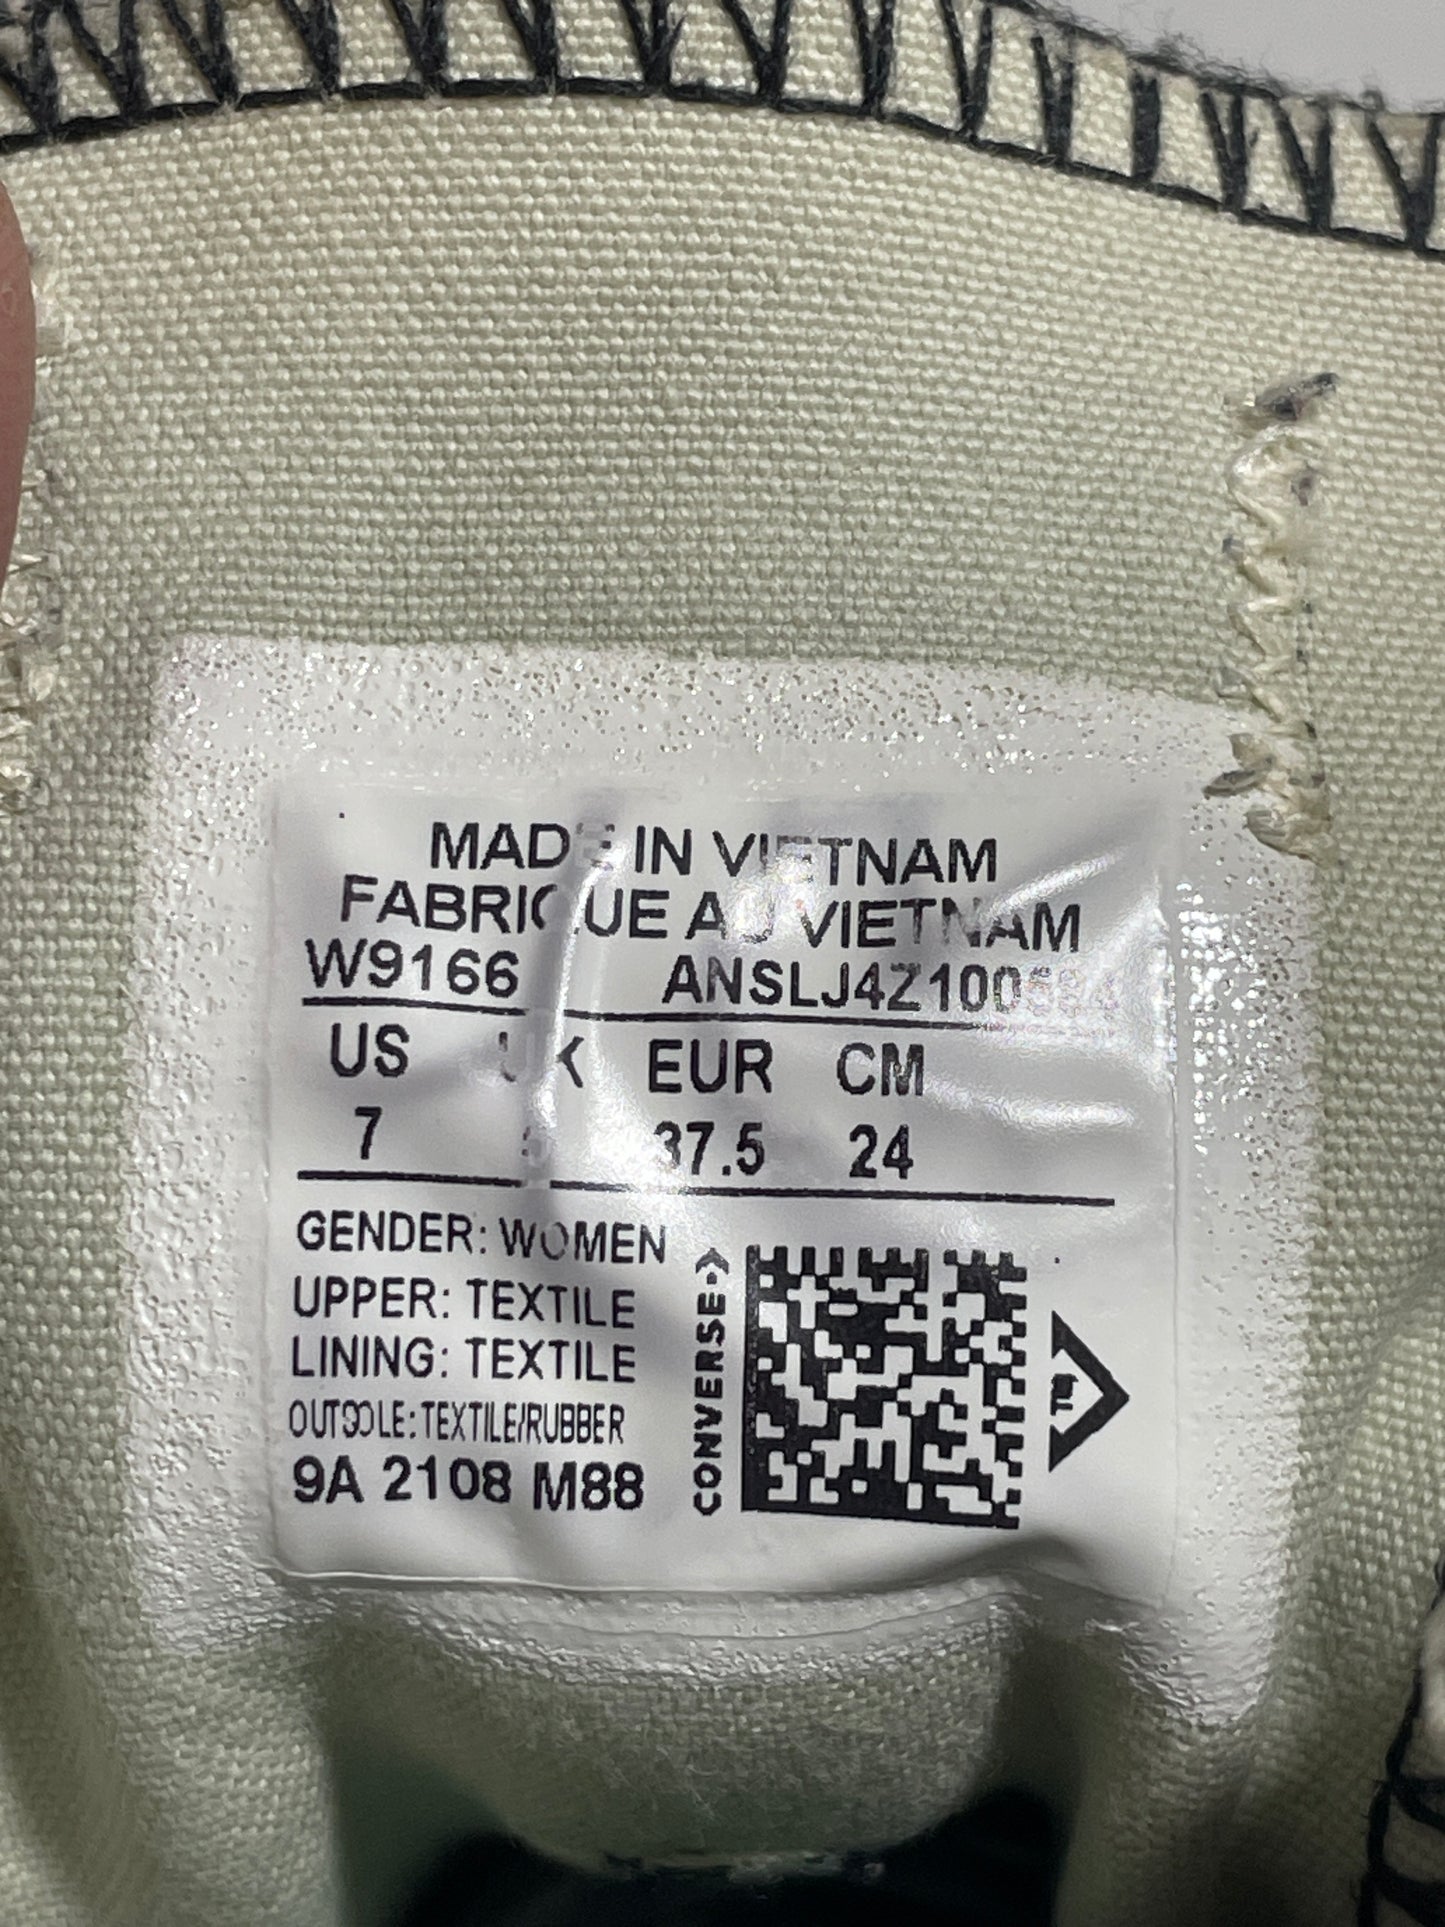 MADE IN VIETNAM
FABRIQUE AU VIETNAM
W9166
US UK EUR CM
7 37.5 24
GENDER: WOMEN
UPPER: TEXTILE
LINING: TEXTILE
OUTSOLE: TEXTILE/RUBBER
9A 2108 M88
CONVERSE